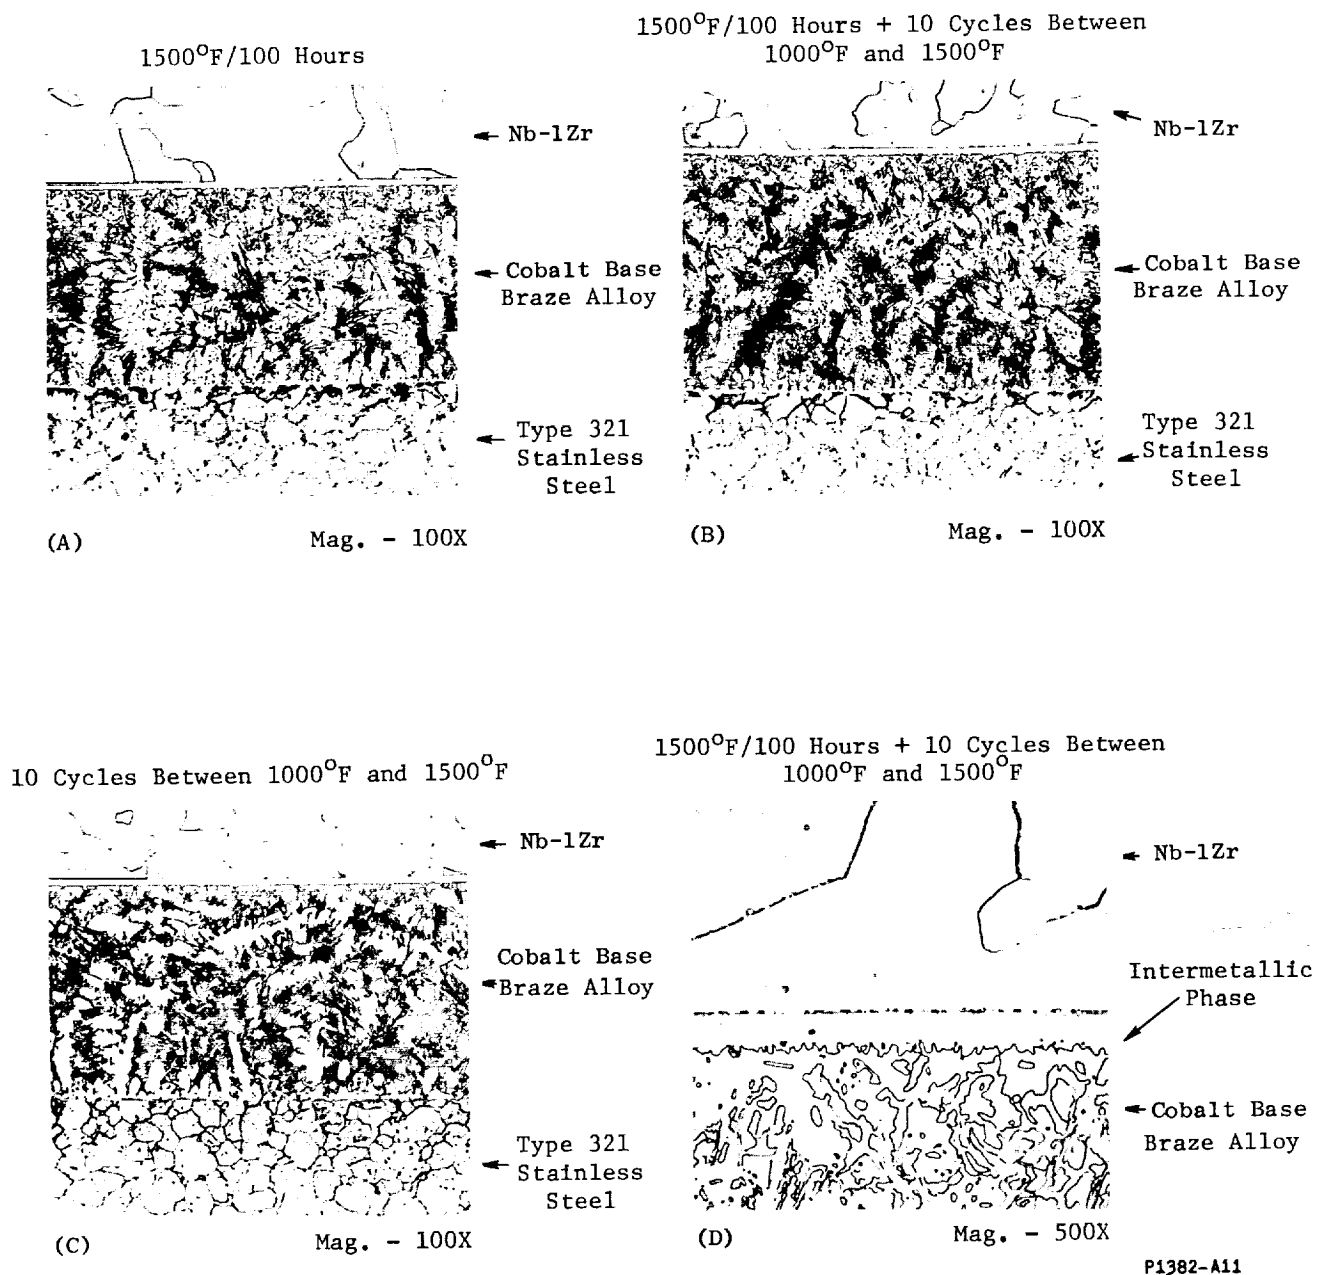 1500°F/100 Hours
← Nb-1Zr
← Cobalt Base
Braze Alloy
← Type 321
Stainless
Steel
(A) Mag. - 100X
1500°F/100 Hours + 10 Cycles Between
1000°F and 1500°F
← Nb-1Zr
← Cobalt Base
Braze Alloy
Type 321
← Stainless
Steel
(B) Mag. - 100X
10 Cycles Between 1000°F and 1500°F
← Nb-1Zr
Cobalt Base
← Braze Alloy
← Type 321
Stainless
Steel
(C) Mag. - 100X
1500°F/100 Hours + 10 Cycles Between
1000°F and 1500°F
← Nb-1Zr
Intermetallic
Phase
← Cobalt Base
Braze Alloy
(D) Mag. - 500X
P1382-A11